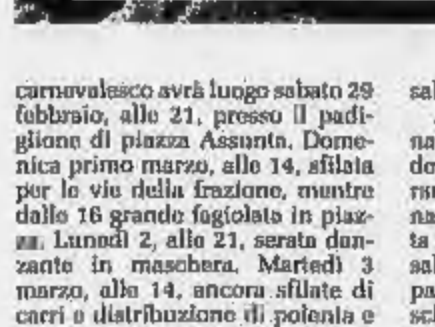 carnovalesco avrà luogo sabato 29
febbraio, alle 21, presso il padi-
glione di piazza Assunta. Dome-
nica primo marzo, alle 14, sfilata
per le vie della frazione, mentre
dalle 16 grande fagiolata in piaz-
za. Lunedì 2, alle 21, serata dan-
zante in maschera. Martedì 3
marzo, alle 14, ancora sfilate di
carri e distribuzione di polenta e